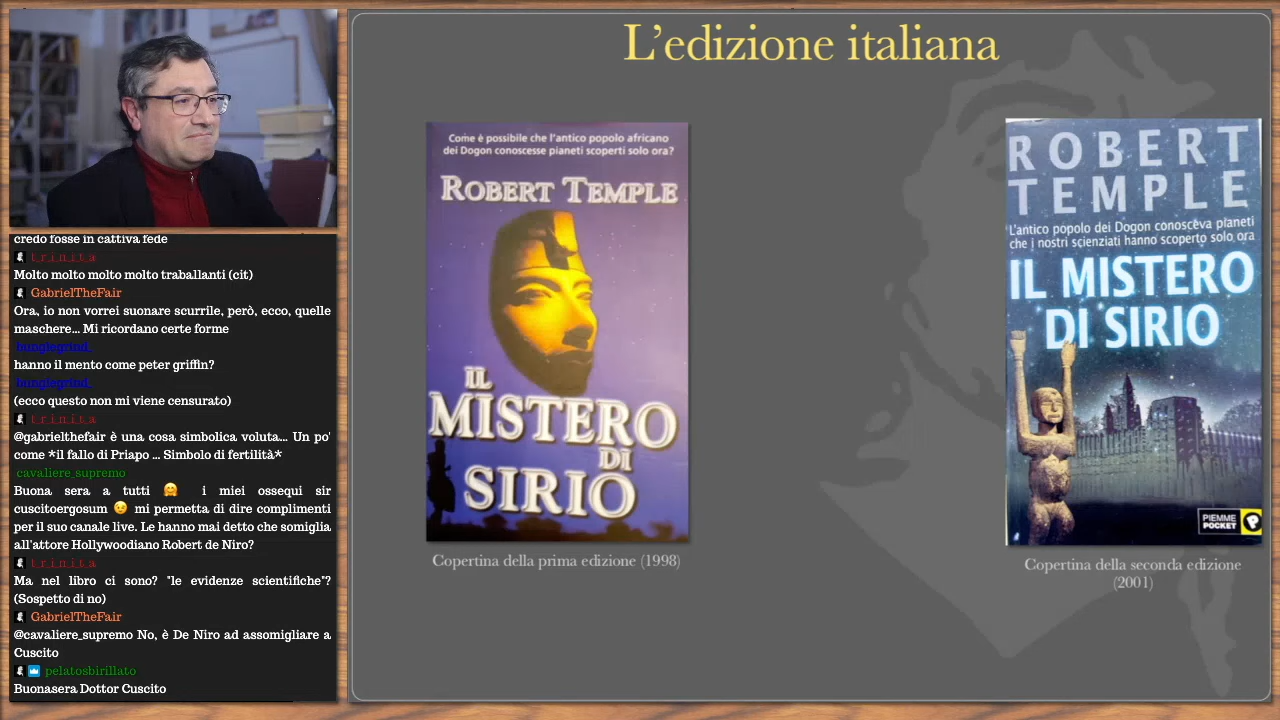 L'edizione italiana
Come è possibile che l'antico popolo africano
dei Dogon conoscesse pianeti scoperti solo ora?
ROBERT TEMPLE
IL
MISTERO
DI
SIRIO
Copertina della prima edizione (1998)
ROBERT
TEMPLE
L'antico popolo dei Dogon conosceva pianeti
che i nostri scienziati hanno scoperto solo ora
IL MISTERO
DI SIRIO
PIEMME
POCKET
P
Copertina della seconda edizione
(2001)
credo fosse in cattiva fede
t_r_i_n_i_t_a
Molto molto molto molto traballanti (cit)
GabrielTheFair
Ora, io non vorrei suonare scurrile, però, ecco, quelle
maschere... Mi ricordano certe forme
hanno il mento come peter griffin?
(ecco questo non mi viene censurato)
t_r_i_n_i_t_a
@gabrielthefair è una cosa simbolica voluta... Un po'
come *il fallo di Priapo ... Simbolo di fertilità*
cavaliere_supremo
Buona sera a tutti 🤗 i miei ossequi sir
cuscitoergosum 😉 mi permetta di dire complimenti
per il suo canale live. Le hanno mai detto che somiglia
all'attore Hollywoodiano Robert de Niro?
t_r_i_n_i_t_a
Ma nel libro ci sono? "le evidenze scientifiche"?
(Sospetto di no)
GabrielTheFair
@cavaliere_supremo No, è De Niro ad assomigliare a
Cuscito
pelatosbirillato
Buonasera Dottor Cuscito